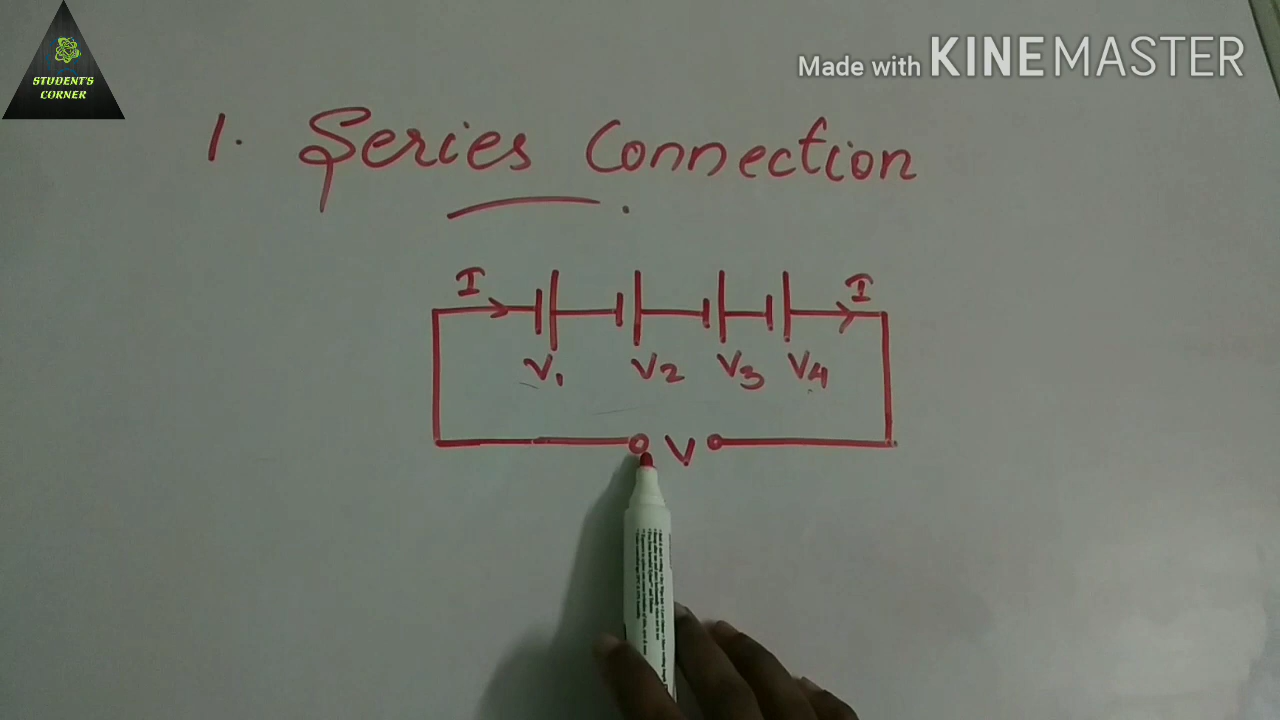 STUDENT'S
CORNER
Made with KINEMASTER
1. Series Connection
I I
V1 V2 V3 V4
V